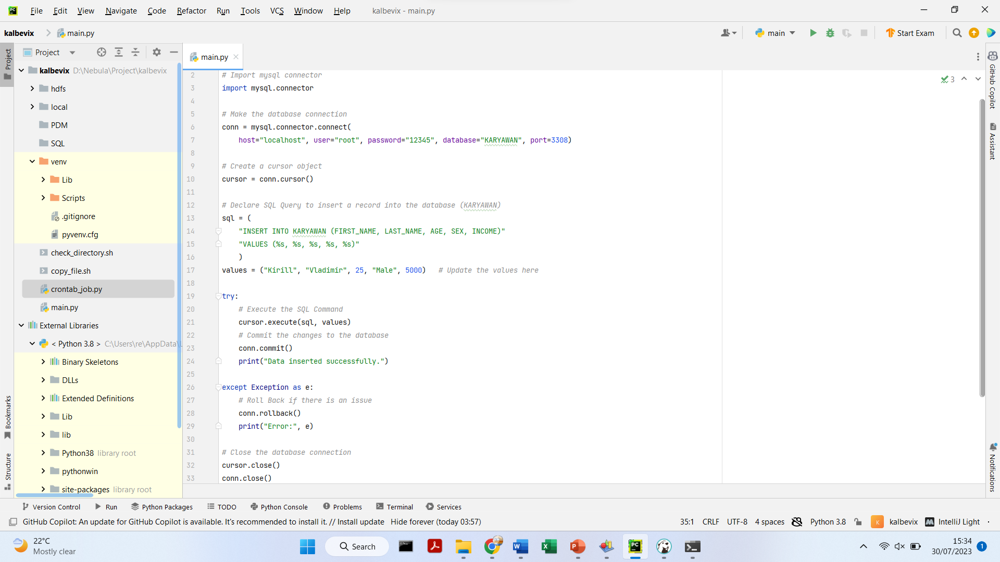 File Edit View Navigate Code Refactor Run Tools VCS Window Help kalbevix - main.py
kalbevix main.py main Start Exam
Project
main.py
Project
kalbevix D:\Nebula\Project\kalbevix
hdfs
local
PDM
SQL
venv
Lib
Scripts
.gitignore
pyvenv.cfg
check_directory.sh
copy_file.sh
crontab_job.py
main.py
External Libraries
< Python 3.8 > C:\Users\re\AppData\
Binary Skeletons
DLLs
Extended Definitions
Lib
lib
Python38 library root
pythonwin
site-packages library root
Bookmarks
Structure
3
2 # Import mysql connector
3 import mysql.connector
4
5 # Make the database connection
6 conn = mysql.connector.connect(
7 host="localhost", user="root", password="12345", database="KARYAWAN", port=3308)
8
9 # Create a cursor object
10 cursor = conn.cursor()
11
12 # Declare SQL Query to insert a record into the database (KARYAWAN)
13 sql = (
14 "INSERT INTO KARYAWAN (FIRST_NAME, LAST_NAME, AGE, SEX, INCOME)"
15 "VALUES (%s, %s, %s, %s, %s)"
16 )
17 values = ("Kirill", "Vladimir", 25, "Male", 5000) # Update the values here
18
19 try:
20 # Execute the SQL Command
21 cursor.execute(sql, values)
22 # Commit the changes to the database
23 conn.commit()
24 print("Data inserted successfully.")
25
26 except Exception as e:
27 # Roll Back if there is an issue
28 conn.rollback()
29 print("Error:", e)
30
31 # Close the database connection
32 cursor.close()
33 conn.close()
GitHub Copilot
Assistant
Notifications
Version Control Run Python Packages TODO Python Console Problems Terminal Services
GitHub Copilot: An update for GitHub Copilot is available. It's recommended to install it. // Install update Hide forever (today 03:57) 35:1 CRLF UTF-8 4 spaces Python 3.8 K kalbevix IntelliJ Light
22°C
Mostly clear
Search
15:34
30/07/2023
1